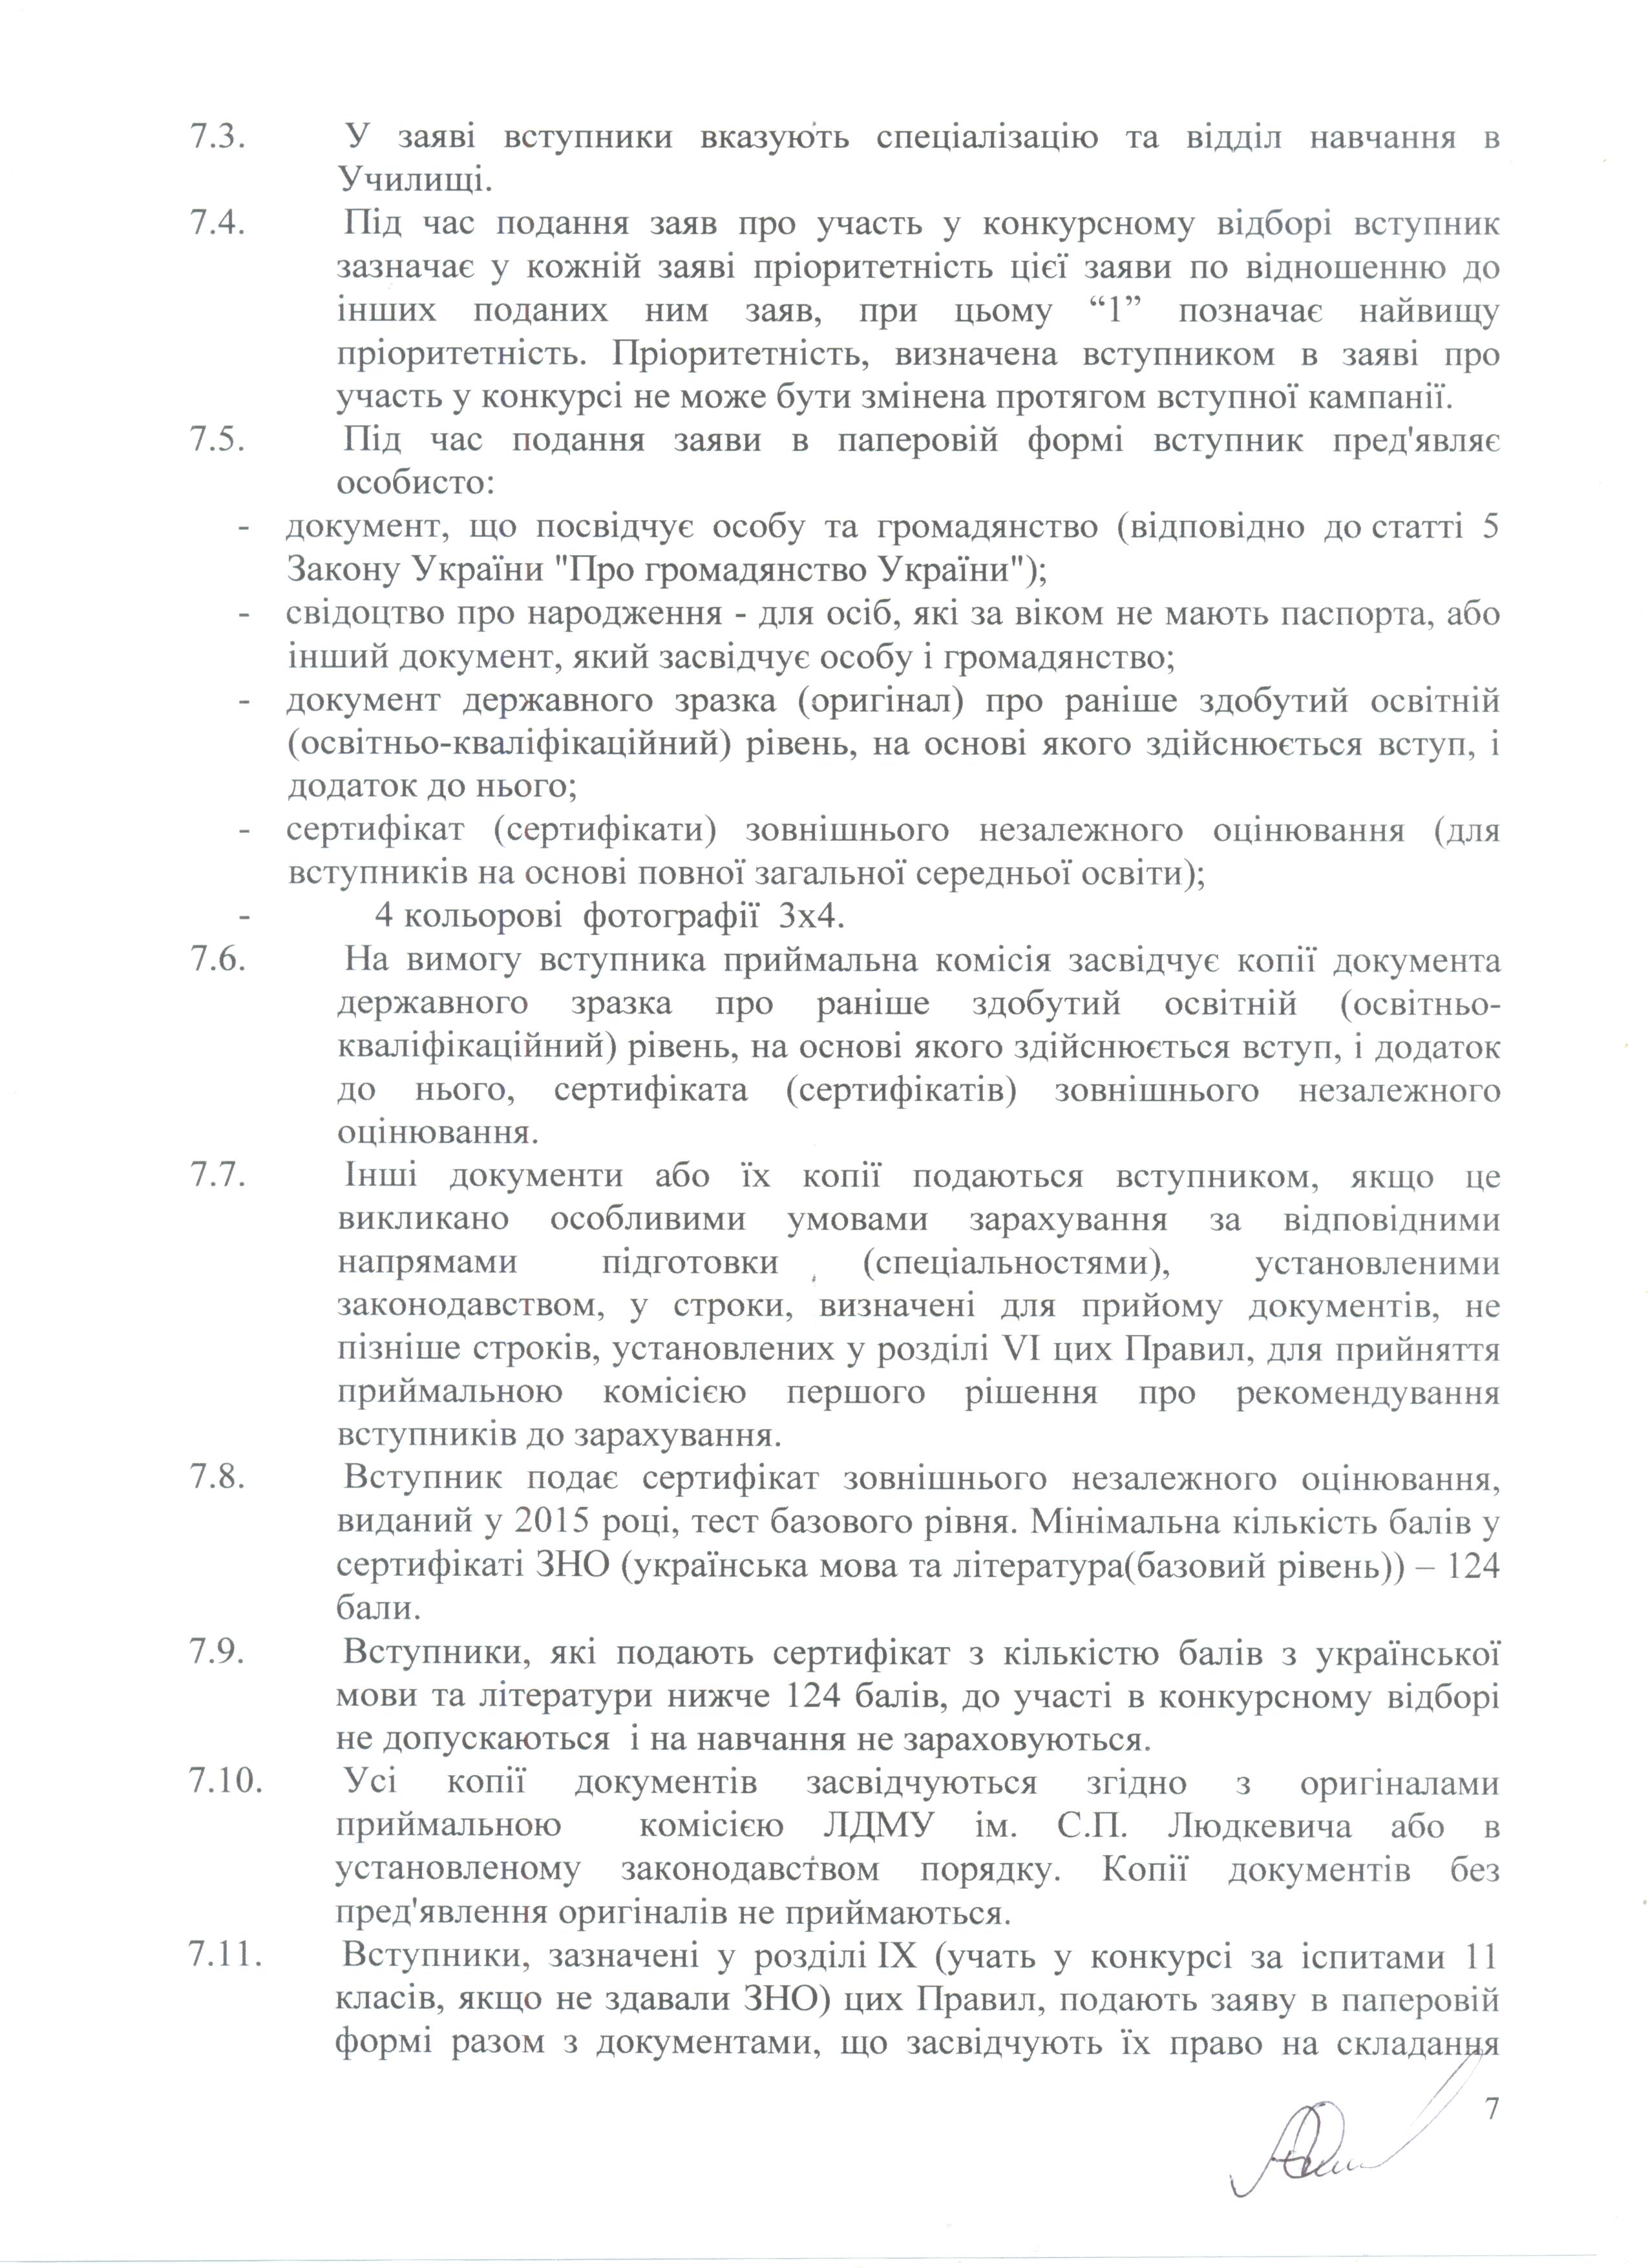 7.3. У заяві вступники вказують спеціалізацію та відділ навчання в
Училищі.
7.4. Під час подання заяв про участь у конкурсному відборі вступник
зазначає у кожній заяві пріоритетність цієї заяви по відношенню до
інших поданих ним заяв, при цьому “1” позначає найвищу
пріоритетність. Пріоритетність, визначена вступником в заяві про
участь у конкурсі не може бути змінена протягом вступної кампанії.
7.5. Під час подання заяви в паперовій формі вступник пред'являє
особисто:
- документ, що посвідчує особу та громадянство (відповідно до статті 5
Закону України "Про громадянство України");
- свідоцтво про народження - для осіб, які за віком не мають паспорта, або
інший документ, який засвідчує особу і громадянство;
- документ державного зразка (оригінал) про раніше здобутий освітній
(освітньо-кваліфікаційний) рівень, на основі якого здійснюється вступ, і
додаток до нього;
- сертифікат (сертифікати) зовнішнього незалежного оцінювання (для
вступників на основі повної загальної середньої освіти);
- 4 кольорові фотографії 3х4.
7.6. На вимогу вступника приймальна комісія засвідчує копії документа
державного зразка про раніше здобутий освітній (освітньо-
кваліфікаційний) рівень, на основі якого здійснюється вступ, і додаток
до нього, сертифіката (сертифікатів) зовнішнього незалежного
оцінювання.
7.7. Інші документи або їх копії подаються вступником, якщо це
викликано особливими умовами зарахування за відповідними
напрямами підготовки (спеціальностями), установленими
законодавством, у строки, визначені для прийому документів, не
пізніше строків, установлених у розділі VI цих Правил, для прийняття
приймальною комісією першого рішення про рекомендування
вступників до зарахування.
7.8. Вступник подає сертифікат зовнішнього незалежного оцінювання,
виданий у 2015 році, тест базового рівня. Мінімальна кількість балів у
сертифікаті ЗНО (українська мова та література(базовий рівень)) – 124
бали.
7.9. Вступники, які подають сертифікат з кількістю балів з української
мови та літератури нижче 124 балів, до участі в конкурсному відборі
не допускаються і на навчання не зараховуються.
7.10. Усі копії документів засвідчуються згідно з оригіналами
приймальною комісією ЛДМУ ім. С.П. Людкевича або в
установленому законодавством порядку. Копії документів без
пред'явлення оригіналів не приймаються.
7.11. Вступники, зазначені у розділі IX (учать у конкурсі за іспитами 11
класів, якщо не здавали ЗНО) цих Правил, подають заяву в паперовій
формі разом з документами, що засвідчують їх право на складання
7